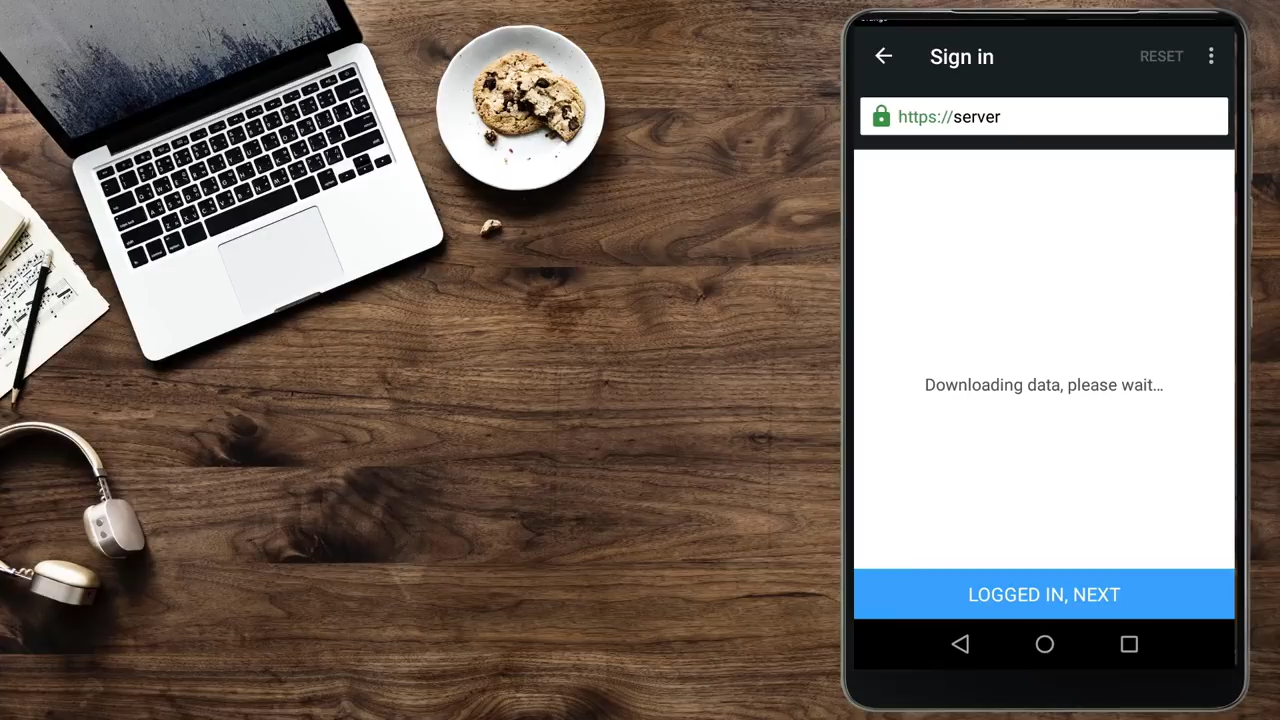 Sign in
RESET
https://server
Downloading data, please wait…
LOGGED IN, NEXT